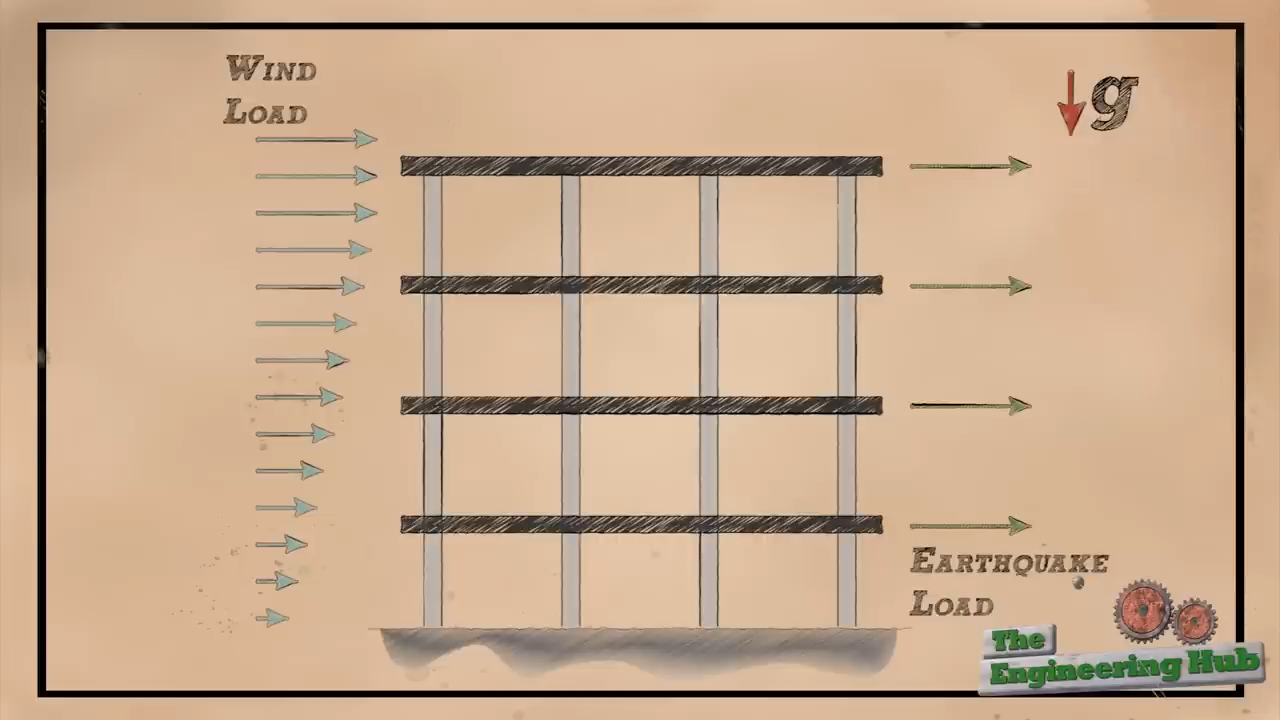 WIND
LOAD
g
EARTHQUAKE
LOAD
The
Engineering Hub